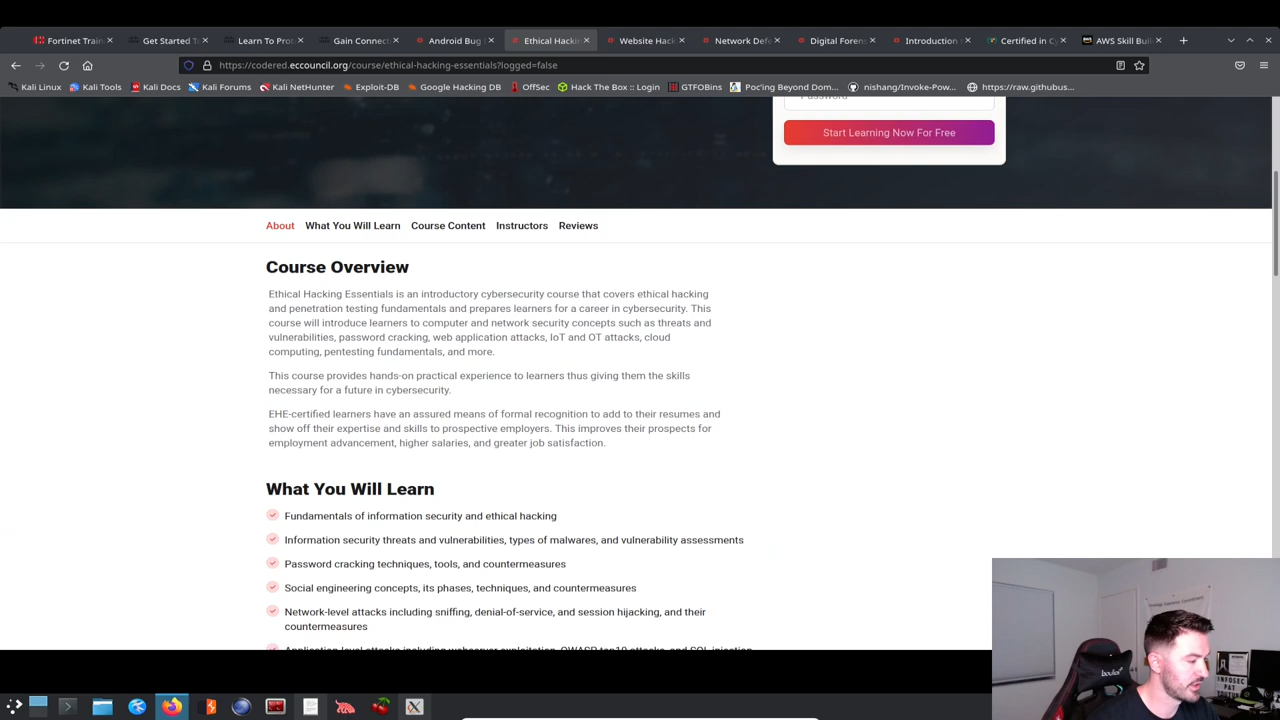 Fortinet Train
Get Started T
Learn To Pro
Gain Connect
Android Bug
Ethical Hackin
Website Hack
Network Defe
Digital Forens
Introduction
Certified in Cy
AWS Skill Buil
https://codered.eccouncil.org/course/ethical-hacking-essentials?logged=false
Kali Linux
Kali Tools
Kali Docs
Kali Forums
Kali NetHunter
Exploit-DB
Google Hacking DB
OffSec
Hack The Box :: Login
GTFOBins
Poc'ing Beyond Dom...
nishang/Invoke-Pow...
https://raw.githubus...
Password
Start Learning Now For Free
About What You Will Learn Course Content Instructors Reviews
Course Overview
Ethical Hacking Essentials is an introductory cybersecurity course that covers ethical hacking
and penetration testing fundamentals and prepares learners for a career in cybersecurity. This
course will introduce learners to computer and network security concepts such as threats and
vulnerabilities, password cracking, web application attacks, IoT and OT attacks, cloud
computing, pentesting fundamentals, and more.
This course provides hands-on practical experience to learners thus giving them the skills
necessary for a future in cybersecurity.
EHE-certified learners have an assured means of formal recognition to add to their resumes and
show off their expertise and skills to prospective employers. This improves their prospects for
employment advancement, higher salaries, and greater job satisfaction.
What You Will Learn
Fundamentals of information security and ethical hacking
Information security threats and vulnerabilities, types of malwares, and vulnerability assessments
Password cracking techniques, tools, and countermeasures
Social engineering concepts, its phases, techniques, and countermeasures
Network-level attacks including sniffing, denial-of-service, and session hijacking, and their
countermeasures
Application-level attacks including webserver exploitation, OWASP top10 attacks, and SQL injection
INFOSEC
PAT